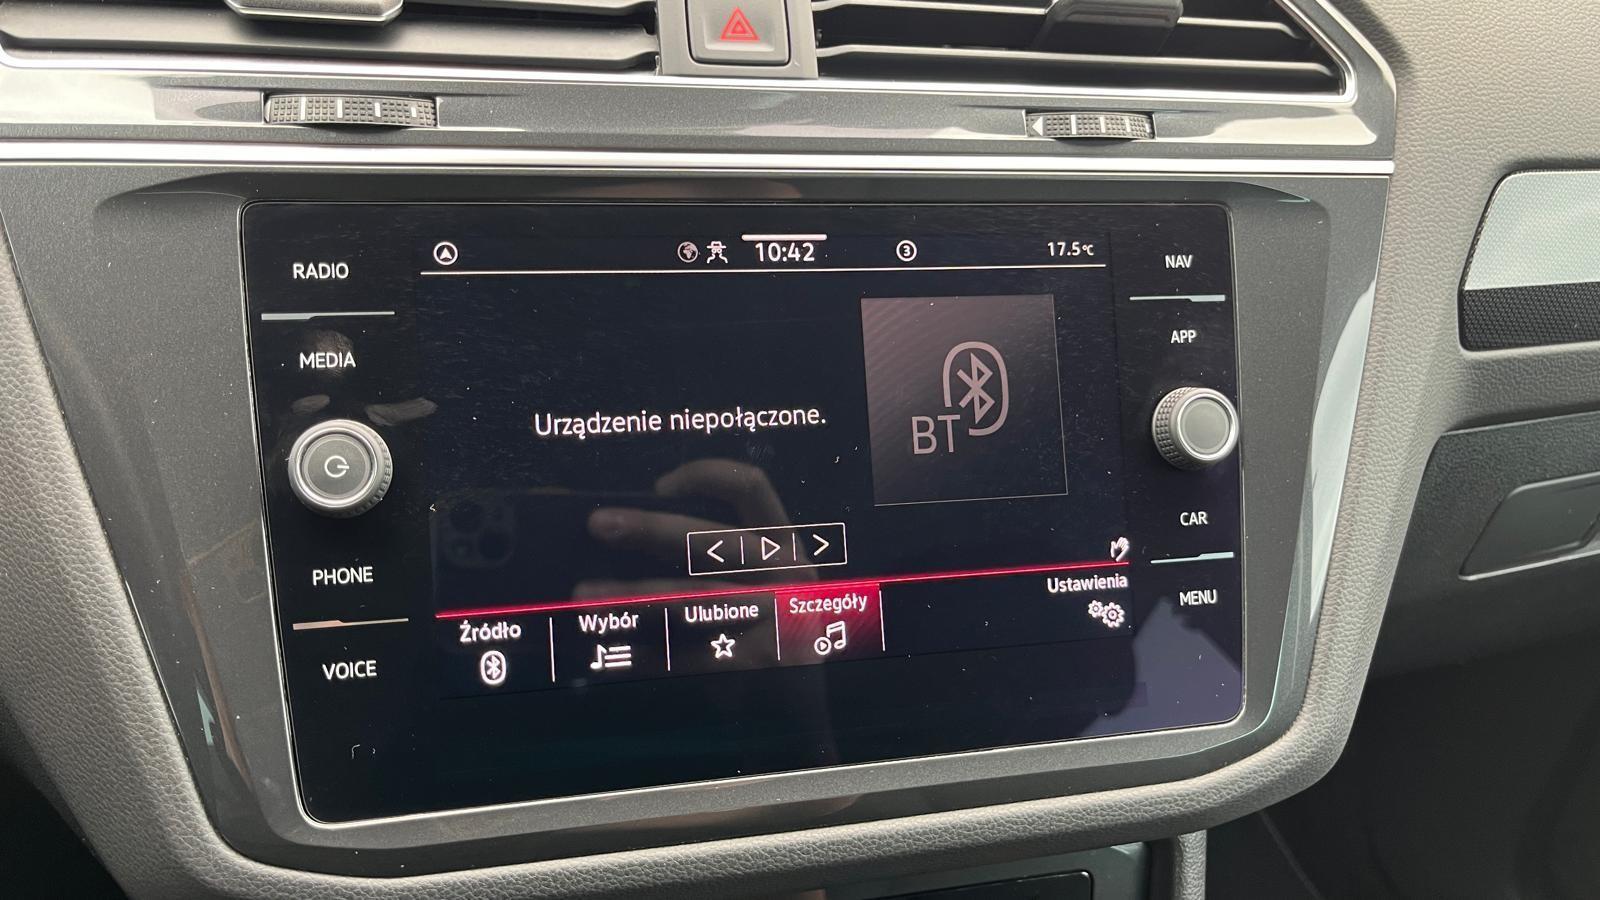 RADIO
MEDIA
PHONE
VOICE
10:42
3
17.5°C
Urządzenie niepołączone.
BT
Źródło
Wybór
Ulubione
Szczegóły
Ustawienia
NAV
APP
CAR
MENU